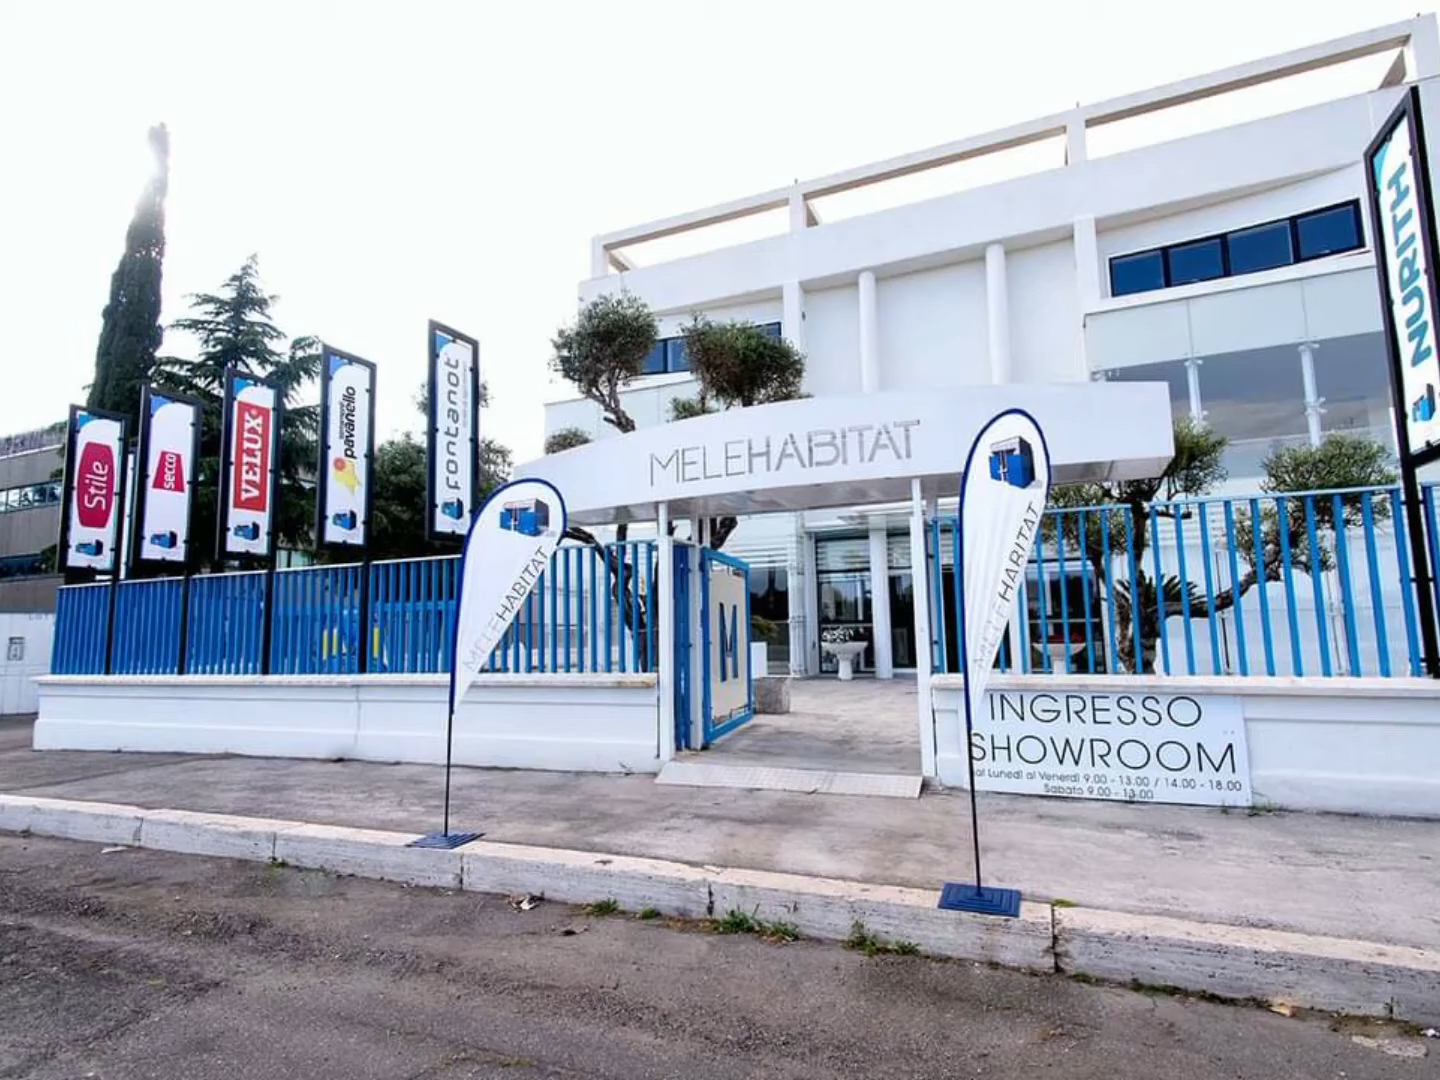 Stile
secco
VELUX
pavanello
fontanot
MELEHABITAT
NURITH
MELEHABITAT
MELEHABITAT
M
INGRESSO
SHOWROOM
al Lunedì al Venerdì 9.00 - 13.00 / 14.00 - 18.00
Sabato 9.00 - 13.00